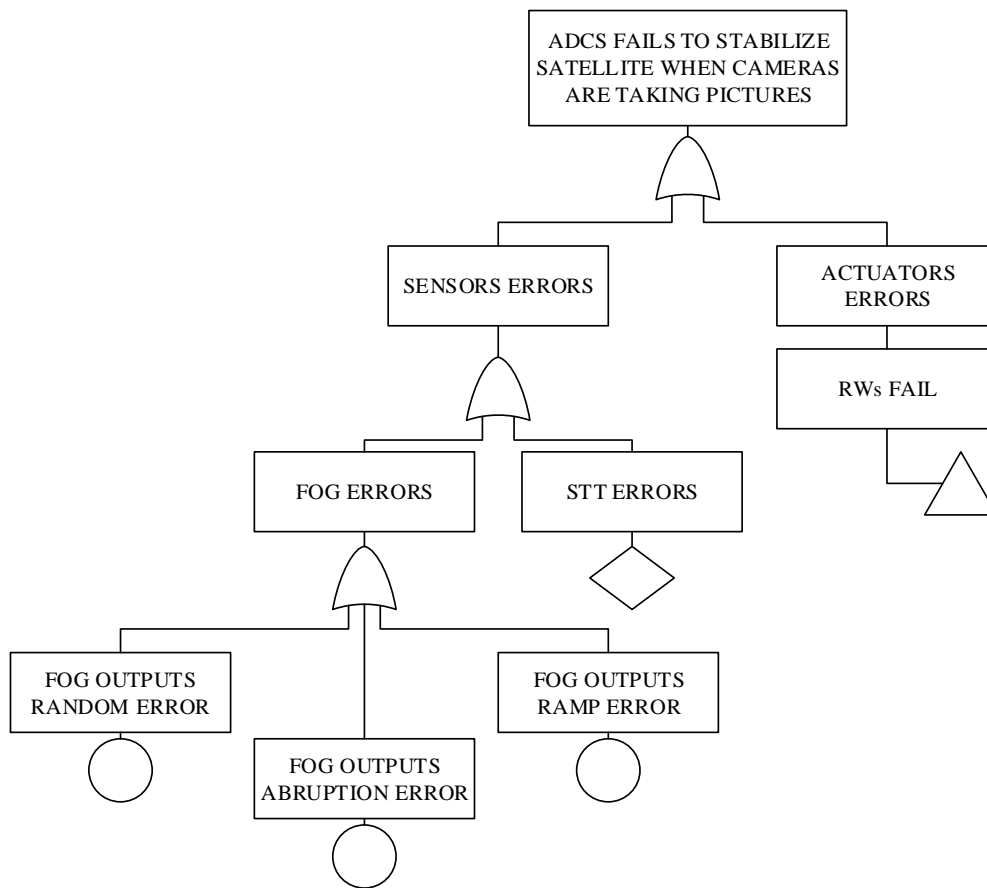 ADCS FAILS TO STABILIZE
SATELLITE WHEN CAMERAS
ARE TAKING PICTURES
SENSORS ERRORS
ACTUATORS
ERRORS
RWs FAIL
FOG ERRORS
STT ERRORS
FOG OUTPUTS
RANDOM ERROR
FOG OUTPUTS
RAMP ERROR
FOG OUTPUTS
ABRUPTION ERROR